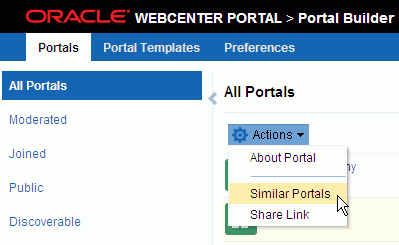 ORACLE WEBCENTER PORTAL > Portal Builder
Portals Portal Templates Preferences
All Portals
Moderated
Joined
Public
Discoverable
All Portals
Actions
About Portal
Similar Portals
Share Link